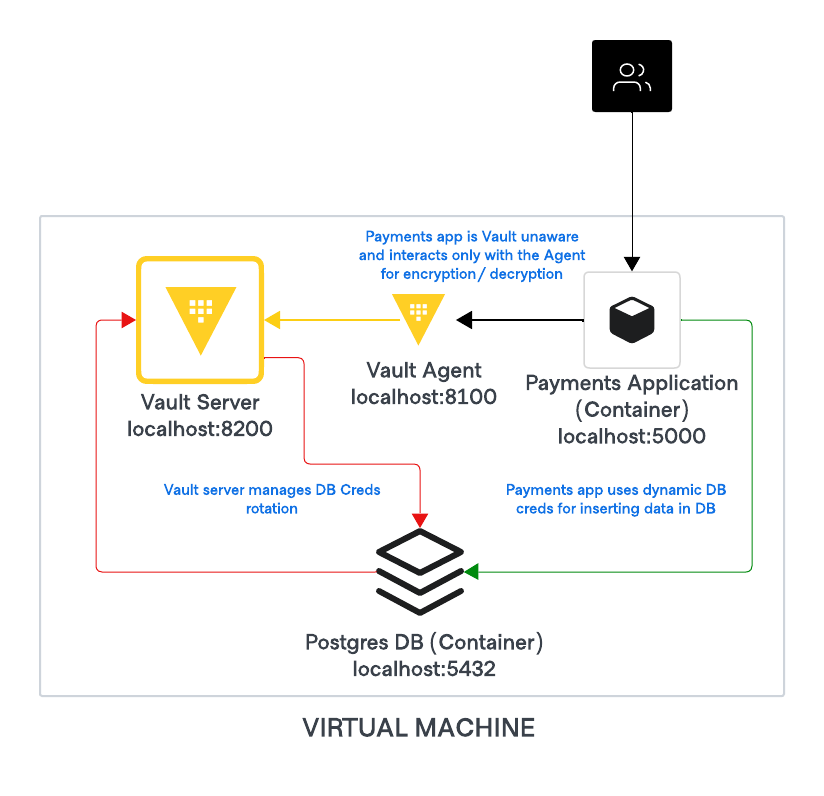 Payments app is Vault unaware
and interacts only with the Agent
for encryption/ decryption
Vault Agent
localhost:8100
Payments Application
(Container)
localhost:5000
Vault Server
localhost:8200
Vault server manages DB Creds
rotation
Payments app uses dynamic DB
creds for inserting data in DB
Postgres DB (Container)
localhost:5432
VIRTUAL MACHINE